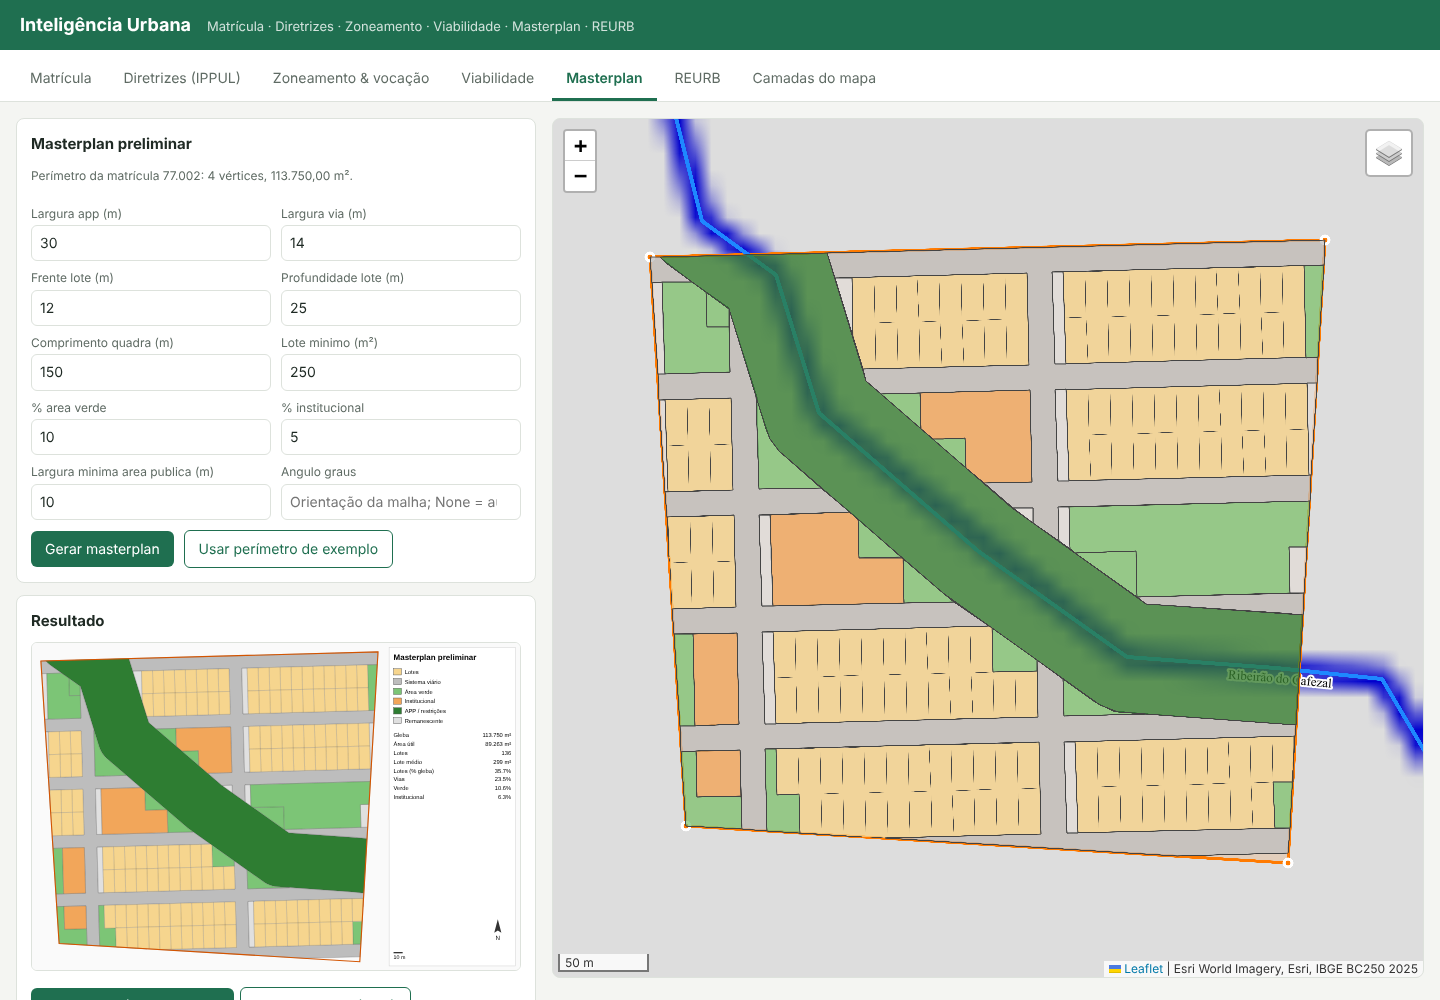 Inteligência Urbana
Matrícula · Diretrizes · Zoneamento · Viabilidade · Masterplan · REURB
Matrícula
Diretrizes (IPPUL)
Zoneamento & vocação
Viabilidade
Masterplan
REURB
Camadas do mapa
Masterplan preliminar
Perímetro da matrícula 77.002: 4 vértices, 113.750,00 m².
Largura app (m)
Largura via (m)
30
14
Frente lote (m)
Profundidade lote (m)
12
25
Comprimento quadra (m)
Lote minimo (m²)
150
250
% area verde
% institucional
10
5
Largura minima area publica (m)
Angulo graus
10
Orientação da malha; None = a
Gerar masterplan
Usar perímetro de exemplo
Resultado
Masterplan preliminar
Lotes
Sistema viário
Área verde
Institucional
APP / restrições
Remanescente
Gleba 113.750 m²
Área útil 89.263 m²
Lotes 136
Lote médio 299 m²
Lotes (% gleba) 35.7%
Vias 23.5%
Verde 10.6%
Institucional 6.3%
N
10 m
+
−
Ribeirão do Cafezal
50 m
Leaflet | Esri World Imagery, Esri, IBGE BC250 2025